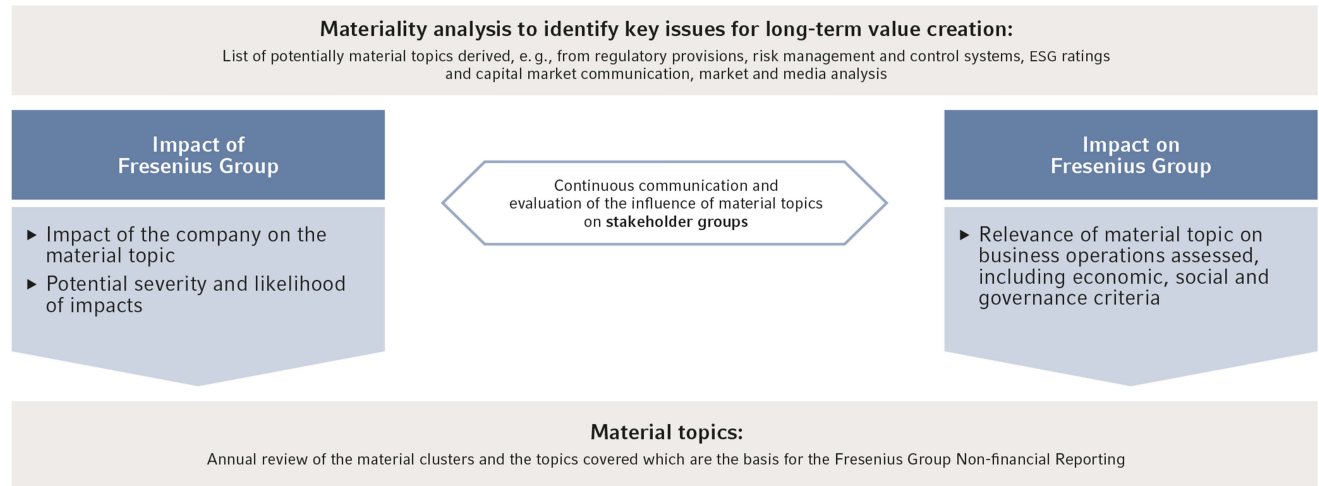 Materiality analysis to identify key issues for long-term value creation:
List of potentially material topics derived, e. g., from regulatory provisions, risk management and control systems, ESG ratings
and capital market communication, market and media analysis
Impact of
Fresenius Group
▶ Impact of the company on the
material topic
▶ Potential severity and likelihood
of impacts
Continuous communication and
evaluation of the influence of material topics
on stakeholder groups
Impact on
Fresenius Group
▶ Relevance of material topic on
business operations assessed,
including economic, social and
governance criteria
Material topics:
Annual review of the material clusters and the topics covered which are the basis for the Fresenius Group Non-financial Reporting